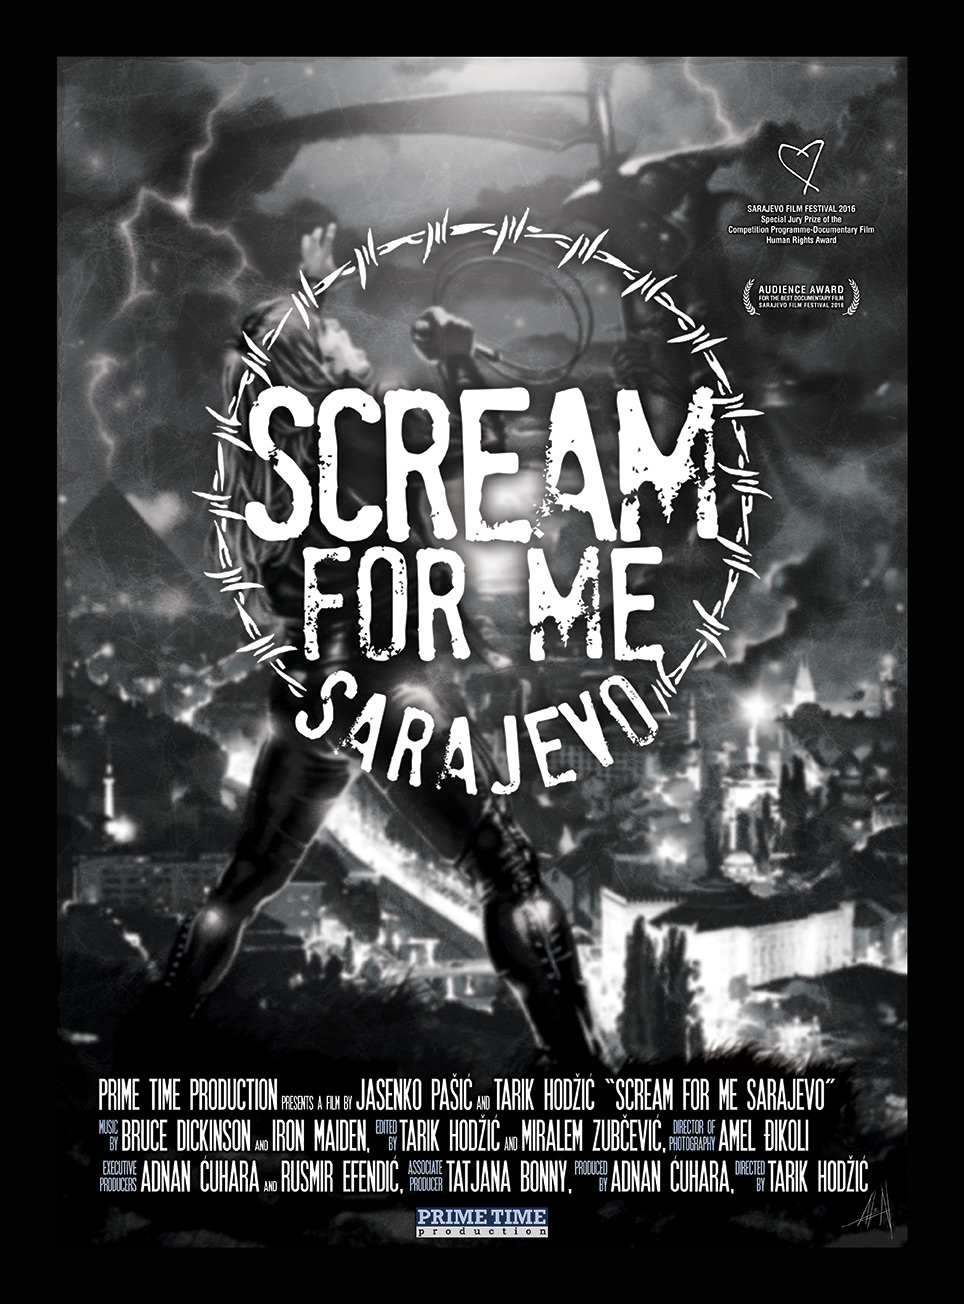 SARAJEVO FILM FESTIVAL 2016
Special Jury Prize of the
Competition Programme-Documentary Film
Human Rights Award
AUDIENCE AWARD
FOR THE BEST DOCUMENTARY FILM
SARAJEVO FILM FESTIVAL 2016
SCREAM
FOR ME
SARAJEVO
PRIME TIME PRODUCTION PRESENTS A FILM BY JASENKO PAŠIĆ AND TARIK HODŽIĆ “SCREAM FOR ME SARAJEVO”
MUSIC BY BRUCE DICKINSON AND IRON MAIDEN, EDITED BY TARIK HODŽIĆ AND MIRALEM ZUBČEVIĆ, DIRECTOR OF PHOTOGRAPHY AMEL ĐIKOLI
EXECUTIVE PRODUCERS ADNAN ĆUHARA AND RUSMIR EFENDIĆ, ASSOCIATE PRODUCER TATJANA BONNY, PRODUCED BY ADNAN ĆUHARA, DIRECTED BY TARIK HODŽIĆ
PRIME TIME
production